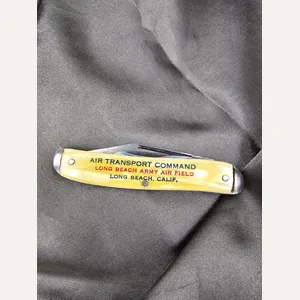 AIR TRANSPORT COMMAND
LONG BEACH ARMY AIR FIELD
LONG BEACH, CALIF.